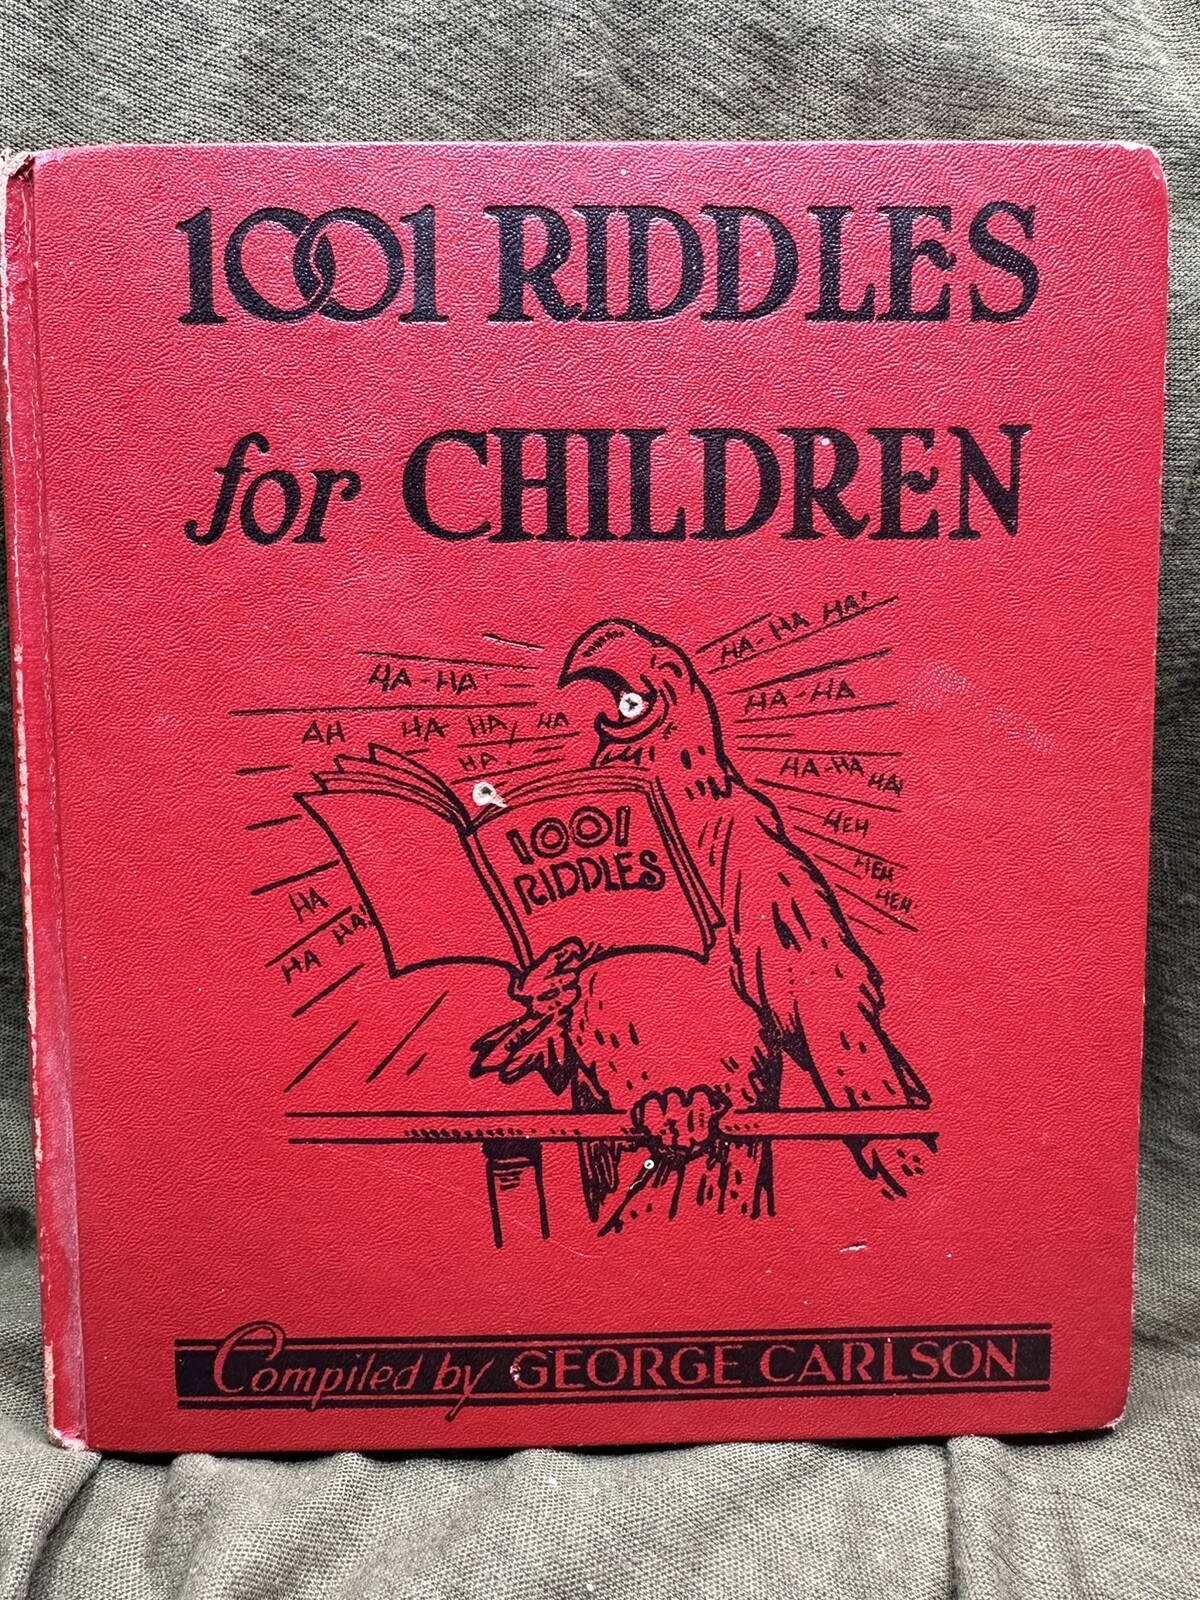 1001 RIDDLES
for CHILDREN
HA-HA HA!
HA-HA!
HA-HA
AH HA HA! HA
HA!
HA-HA HA!
1001
RIDDLES
HEH
HEH
HEH!
HA
HA HA!
Compiled by GEORGE CARLSON